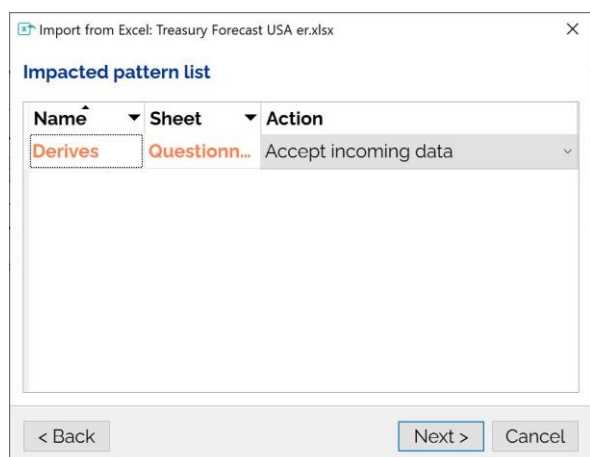 Import from Excel: Treasury Forecast USA er.xlsx
Impacted pattern list
Name Sheet Action
Derives Questionn... Accept incoming data
< Back Next > Cancel